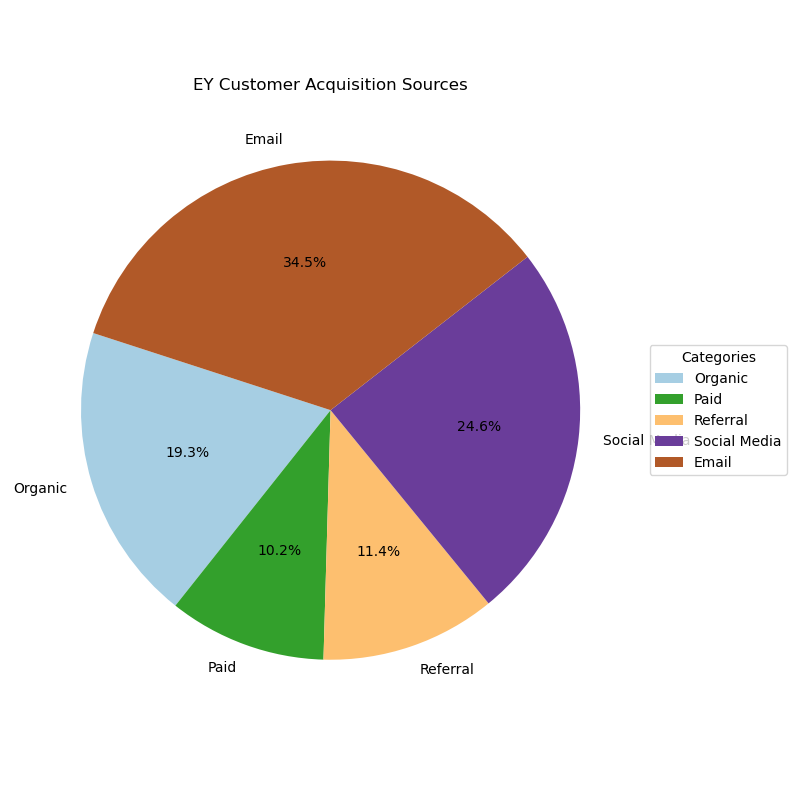 EY Customer Acquisition Sources
Email
34.5%
Organic
19.3%
Paid
10.2%
Referral
11.4%
Social Media
24.6%
Categories
Organic
Paid
Referral
Social Media
Email